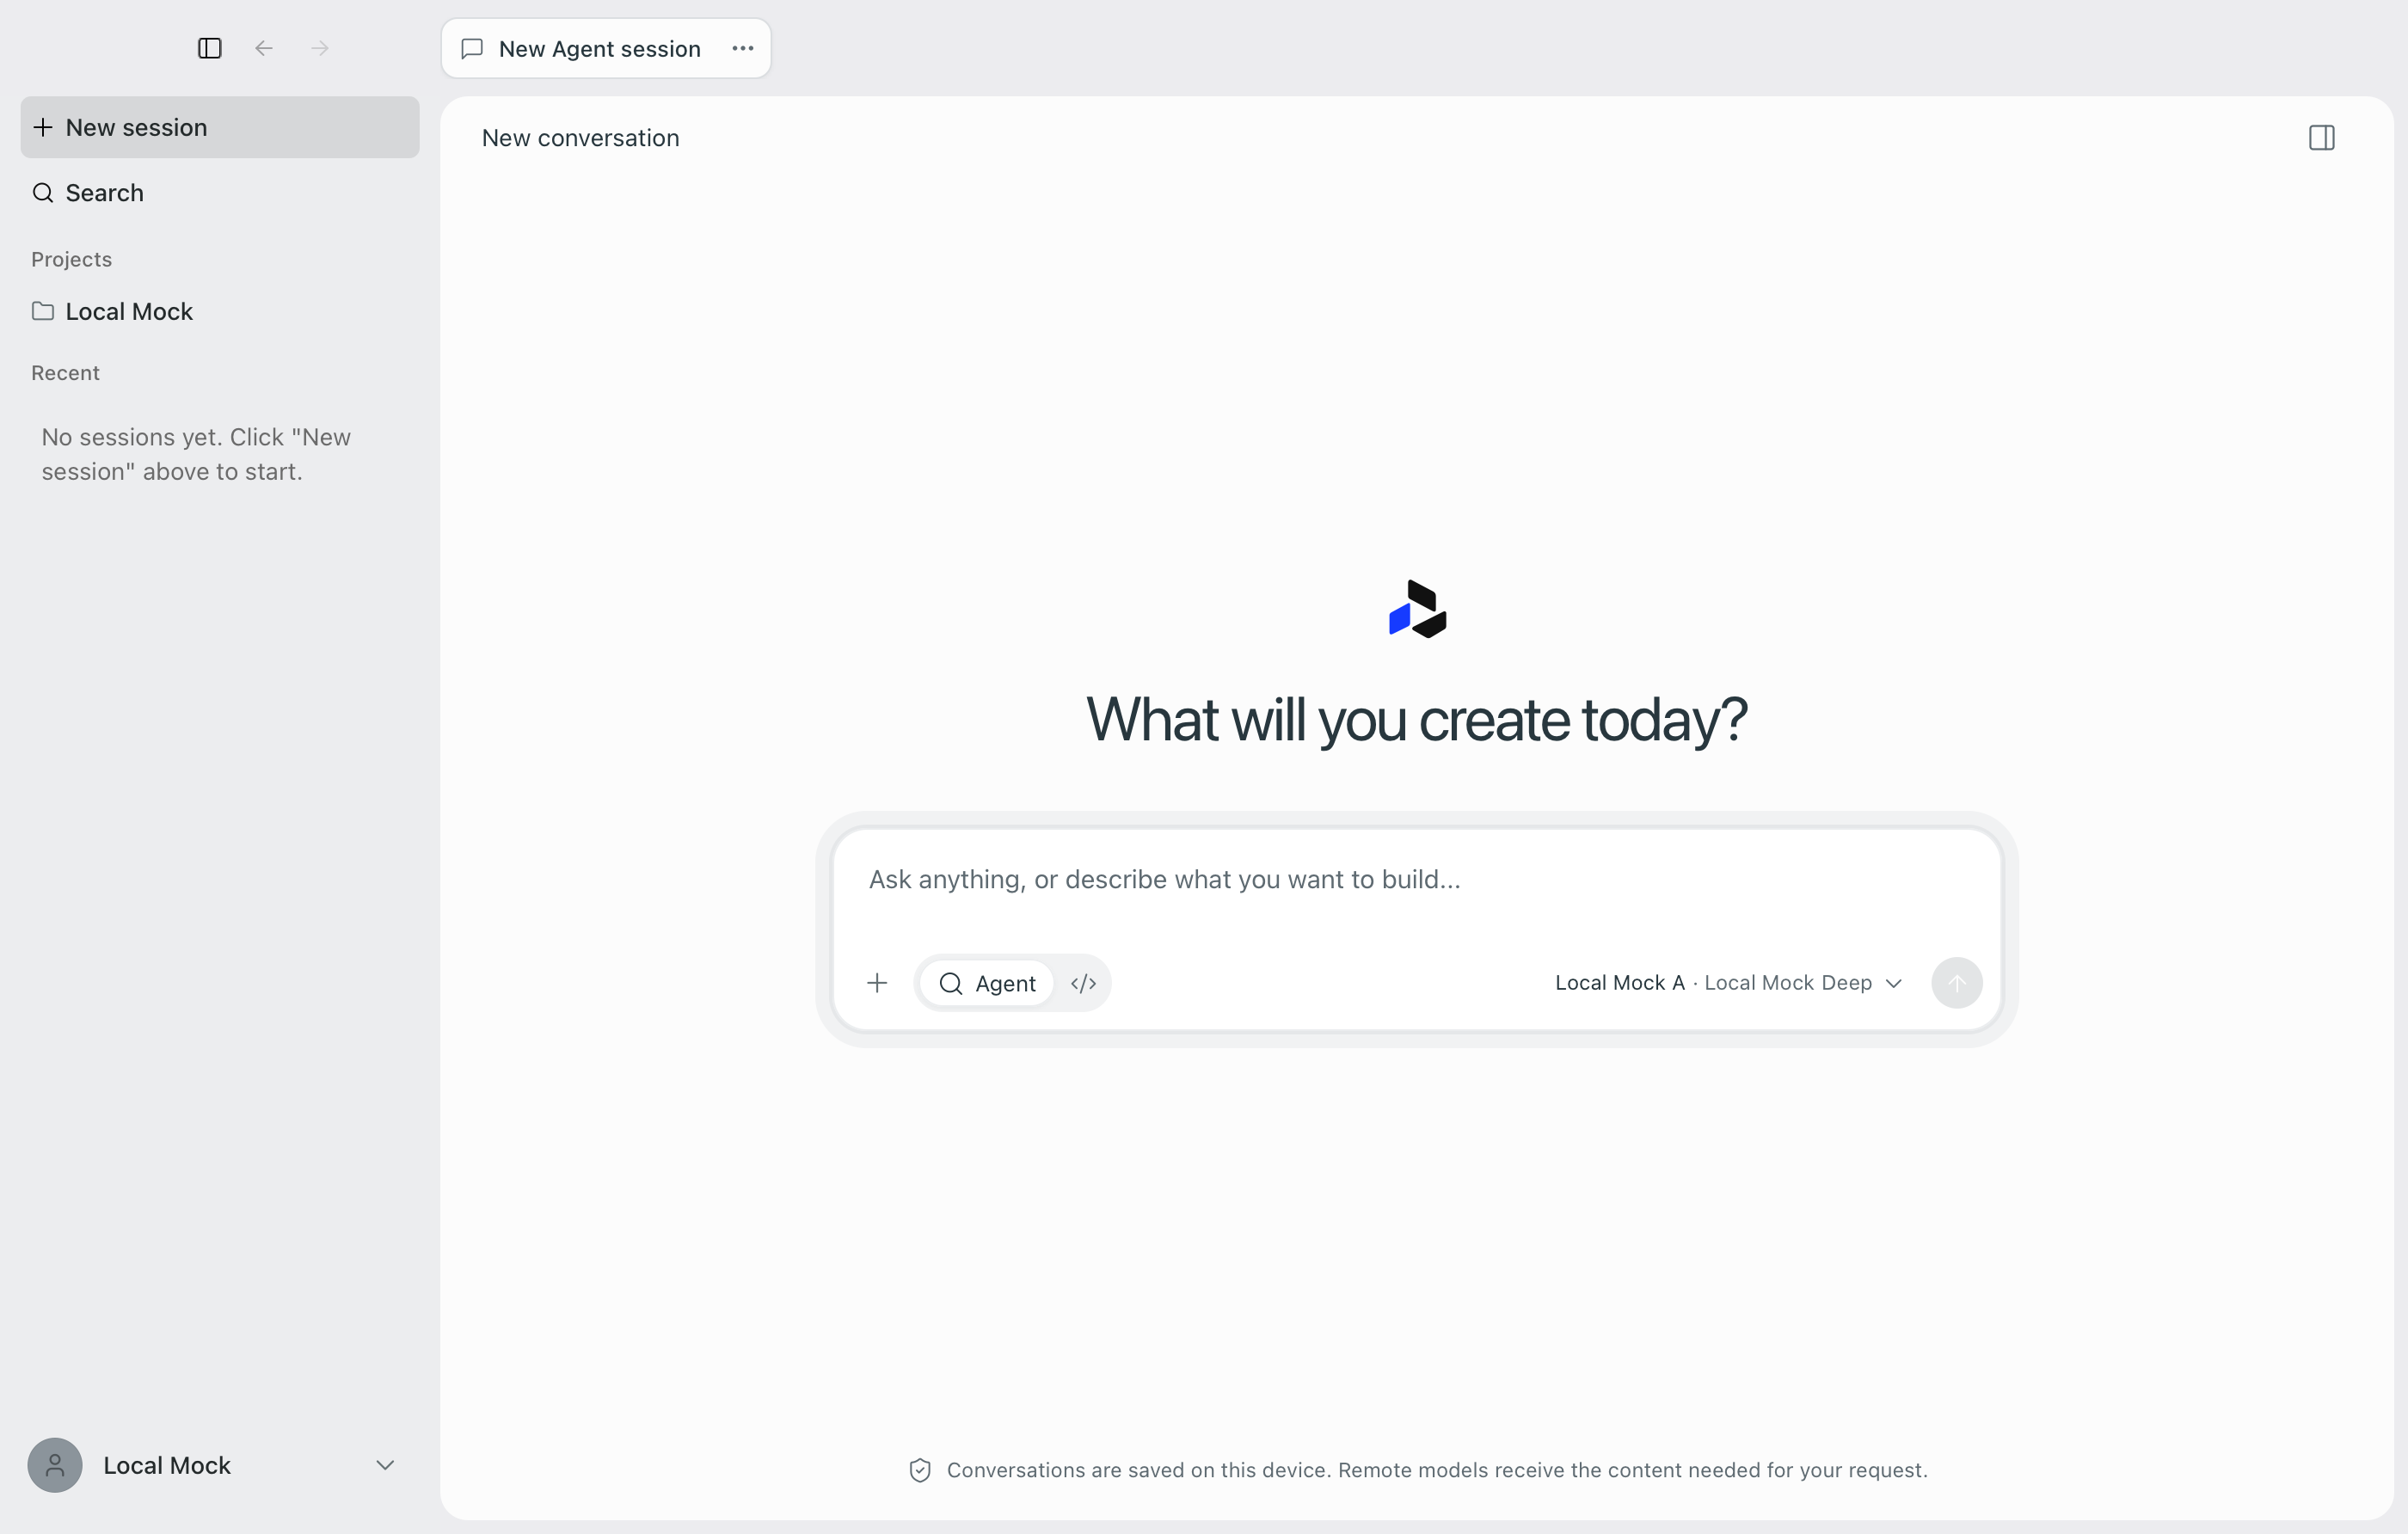 New Agent session
New session
Search
Projects
Local Mock
Recent
No sessions yet. Click "New
session" above to start.
Local Mock
New conversation
What will you create today?
Ask anything, or describe what you want to build...
Agent
Local Mock A · Local Mock Deep
Conversations are saved on this device. Remote models receive the content needed for your request.